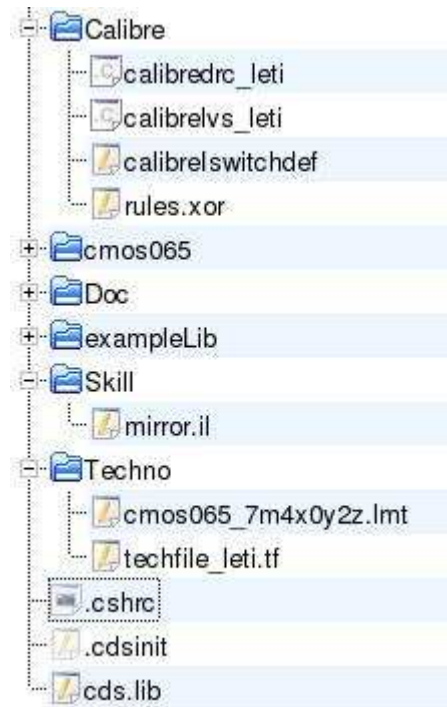 Calibre
calibredrc_leti
calibrelvs_leti
calibrelswitchdef
rules.xor
cmos065
Doc
exampleLib
Skill
mirror.il
Techno
cmos065_7m4x0y2z.lmt
techfile_leti.tf
.cshrc
.cdsinit
cds.lib